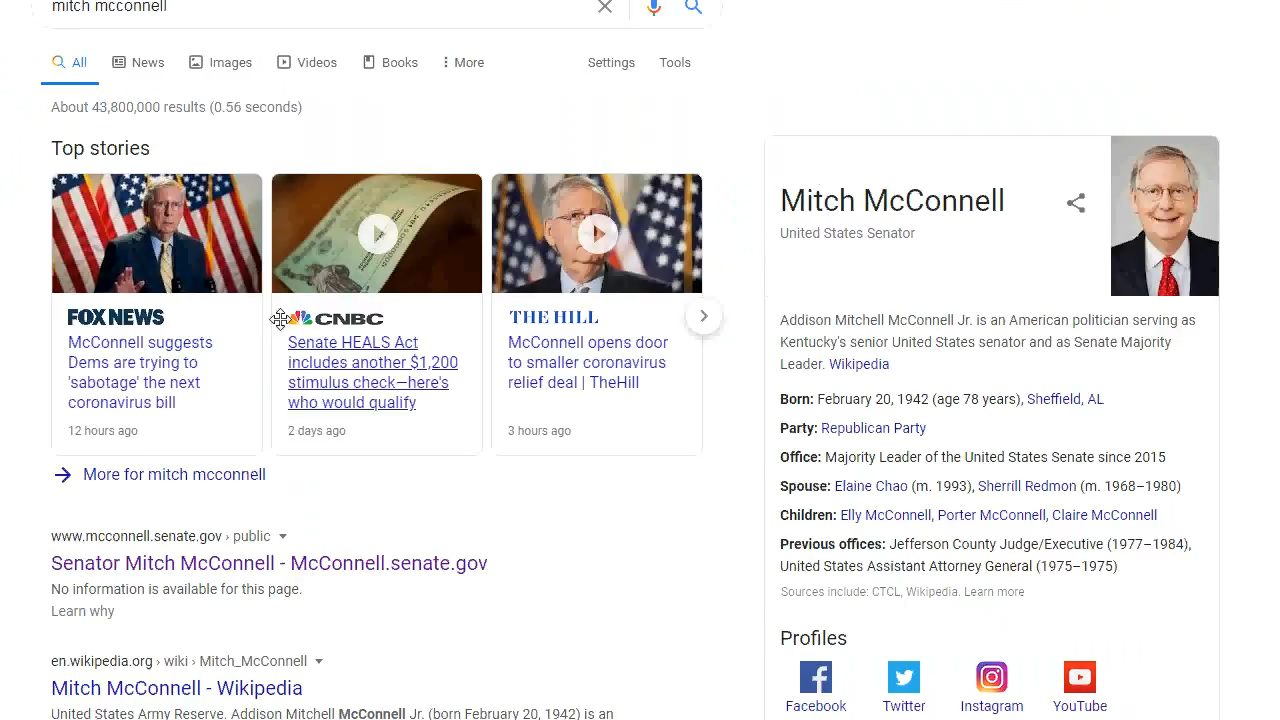 mitch mcconnell
All
News
Images
Videos
Books
More
Settings
Tools
About 43,800,000 results (0.56 seconds)
Top stories
FOX NEWS
McConnell suggests
Dems are trying to
'sabotage' the next
coronavirus bill
12 hours ago
CNBC
Senate HEALS Act
includes another $1,200
stimulus check—here's
who would qualify
2 days ago
THE HILL
McConnell opens door
to smaller coronavirus
relief deal | TheHill
3 hours ago
More for mitch mcconnell
www.mcconnell.senate.gov › public
Senator Mitch McConnell - McConnell.senate.gov
No information is available for this page.
Learn why
en.wikipedia.org › wiki › Mitch_McConnell
Mitch McConnell - Wikipedia
United States Army Reserve. Addison Mitchell McConnell Jr. (born February 20, 1942) is an
Mitch McConnell
United States Senator
Addison Mitchell McConnell Jr. is an American politician serving as
Kentucky's senior United States senator and as Senate Majority
Leader. Wikipedia
Born: February 20, 1942 (age 78 years), Sheffield, AL
Party: Republican Party
Office: Majority Leader of the United States Senate since 2015
Spouse: Elaine Chao (m. 1993), Sherrill Redmon (m. 1968–1980)
Children: Elly McConnell, Porter McConnell, Claire McConnell
Previous offices: Jefferson County Judge/Executive (1977–1984),
United States Assistant Attorney General (1975–1975)
Sources include: CTCL, Wikipedia. Learn more
Profiles
Facebook
Twitter
Instagram
YouTube